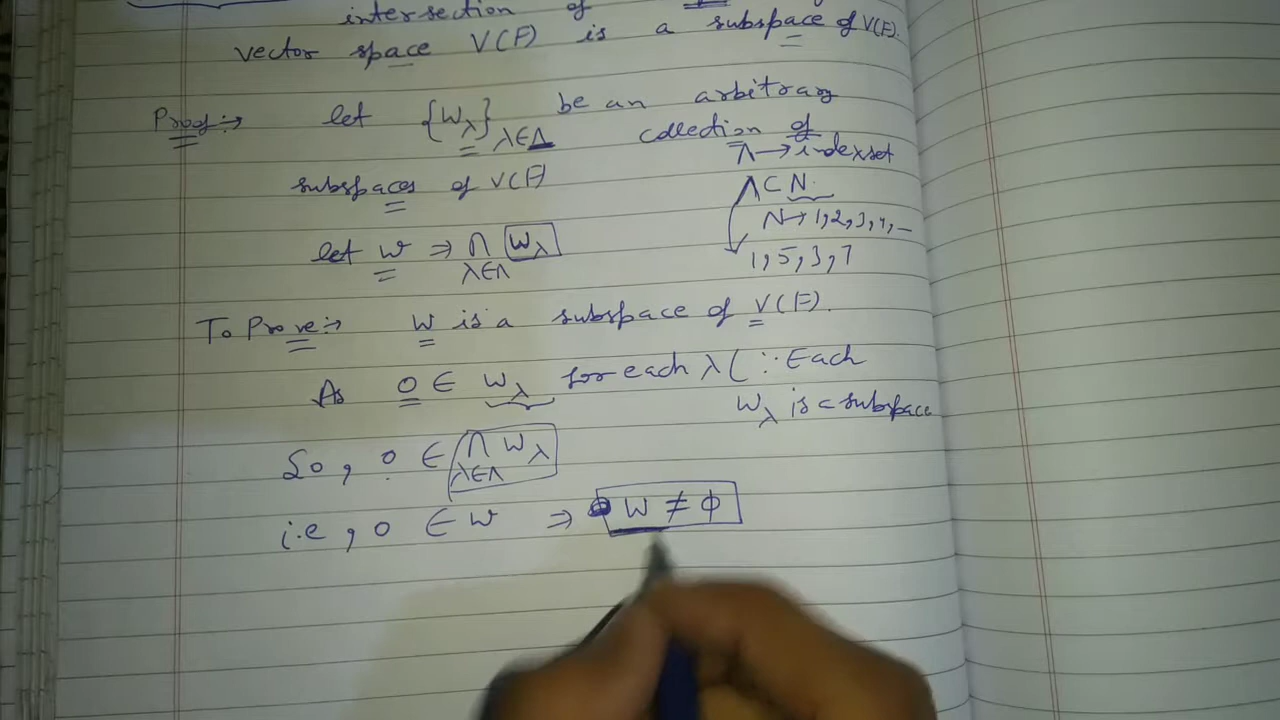 intersection of
vector space V(F) is a subspace of V(F).
Proof:→ let {Wλ}λ∈Λ be an arbitrary
collection of
λ→ indexset
subspaces of V(F)
Λ⊂N
N→1,2,3,4,_
1,5,3,7
let W ⇒ ∩ Wλ
λ∈Λ
To Prove:→ W is a subspace of V(F).
As 0 ∈ Wλ for each λ (∵ Each
Wλ is a subspace
So, 0 ∈ ∩ Wλ
λ∈Λ
i.e, 0 ∈ W ⇒ W ≠ ϕ